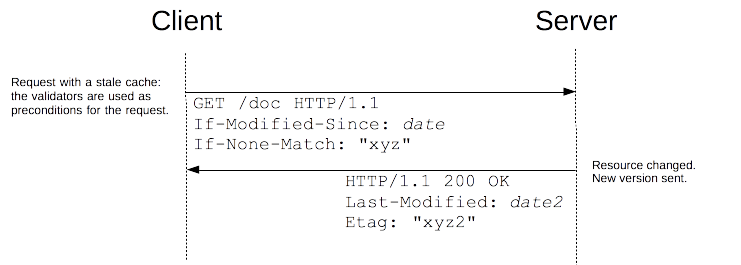 Client
Server
Request with a stale cache:
the validators are used as
preconditions for the request.
GET /doc HTTP/1.1
If-Modified-Since: date
If-None-Match: "xyz"
Resource changed.
New version sent.
HTTP/1.1 200 OK
Last-Modified: date2
Etag: "xyz2"